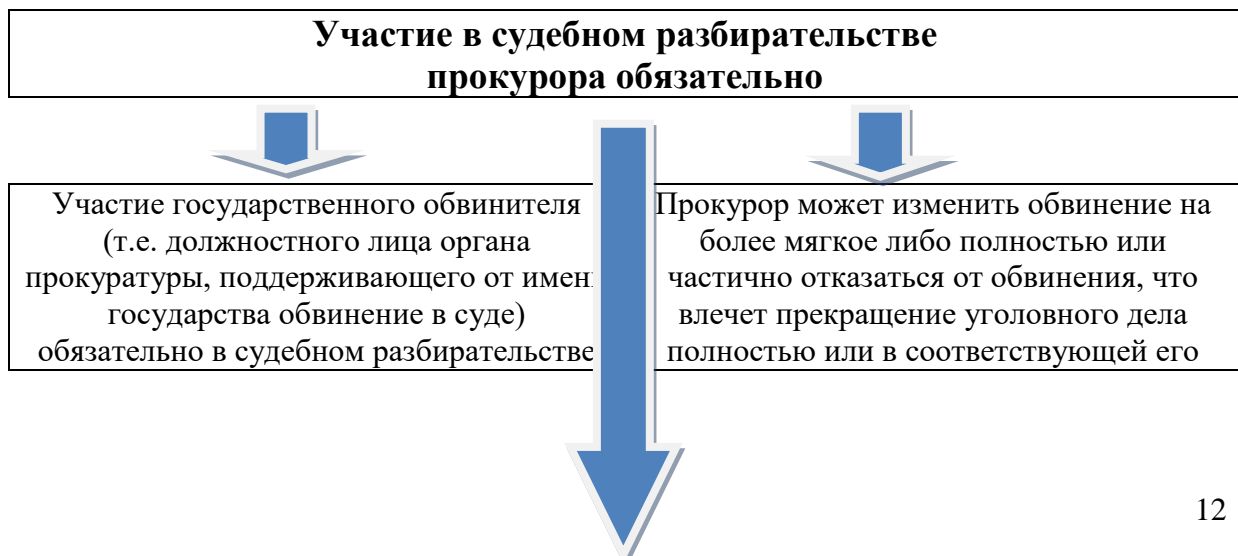 Участие в судебном разбирательстве
прокурора обязательно
Участие государственного обвинителя
(т.е. должностного лица органа
прокуратуры, поддерживающего от имени
государства обвинение в суде)
обязательно в судебном разбирательстве
Прокурор может изменить обвинение на
более мягкое либо полностью или
частично отказаться от обвинения, что
влечет прекращение уголовного дела
полностью или в соответствующей его
12